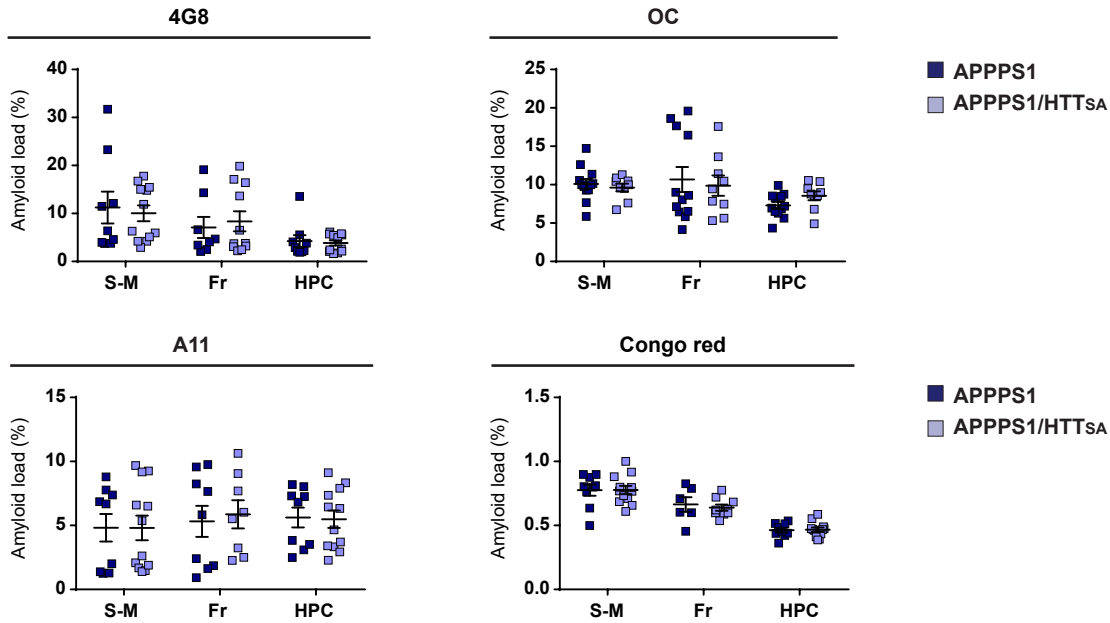 4G8
Amyloid load (%)
40
30
20
10
0
S-M Fr HPC
OC
Amyloid load (%)
25
20
15
10
5
0
S-M Fr HPC
APPPS1
APPPS1/HTTSA
A11
Amyloid load (%)
15
10
5
0
S-M Fr HPC
Congo red
Amyloid load (%)
1.5
1.0
0.5
0.0
S-M Fr HPC
APPPS1
APPPS1/HTTSA